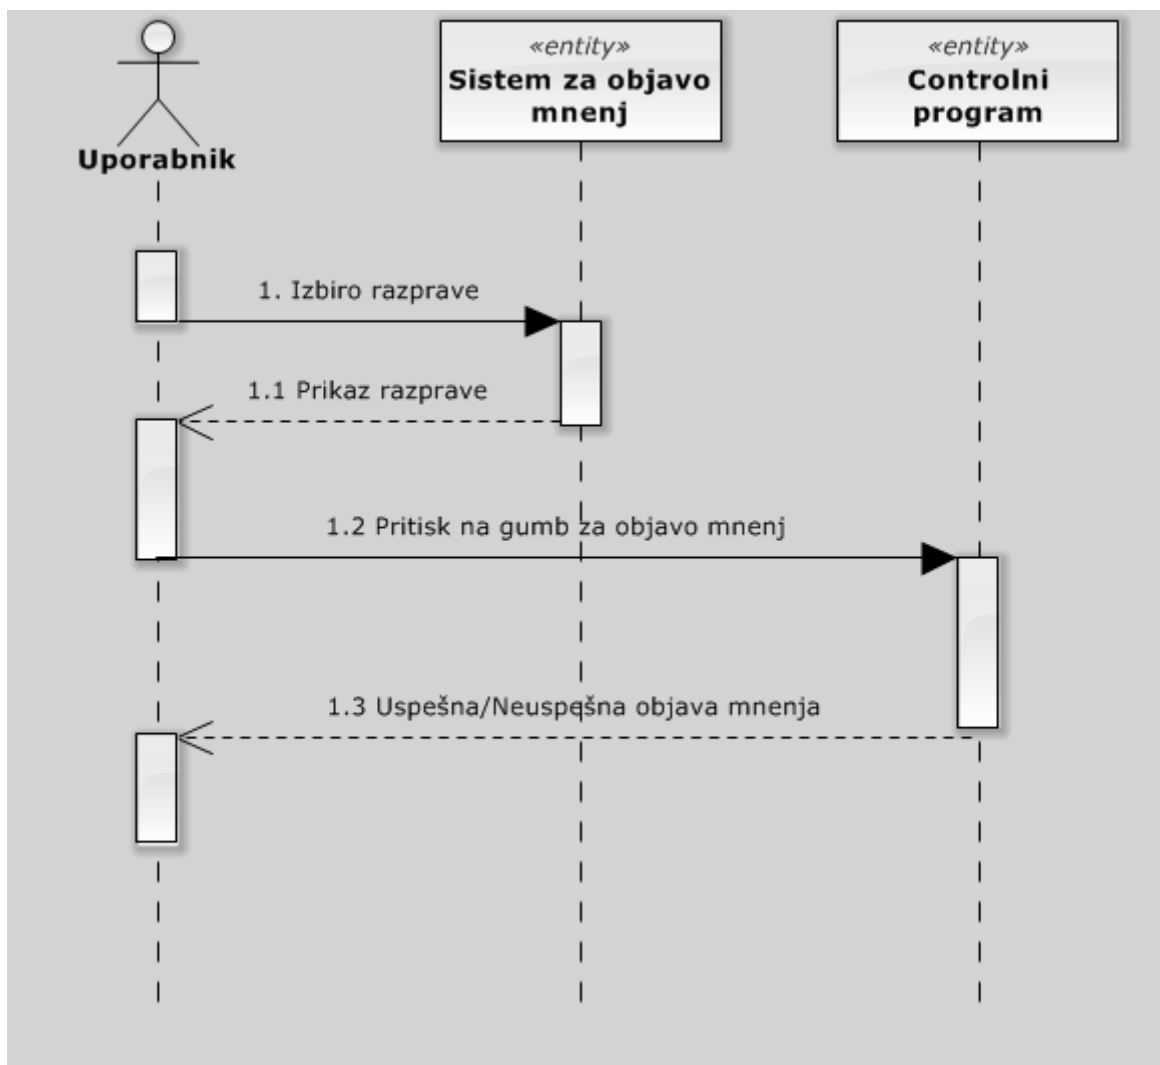 «entity»
Sistem za objavo
mnenj
«entity»
Controlni
program
Uporabnik
1. Izbiro razprave
1.1 Prikaz razprave
1.2 Pritisk na gumb za objavo mnenj
1.3 Uspešna/Neuspešna objava mnenja